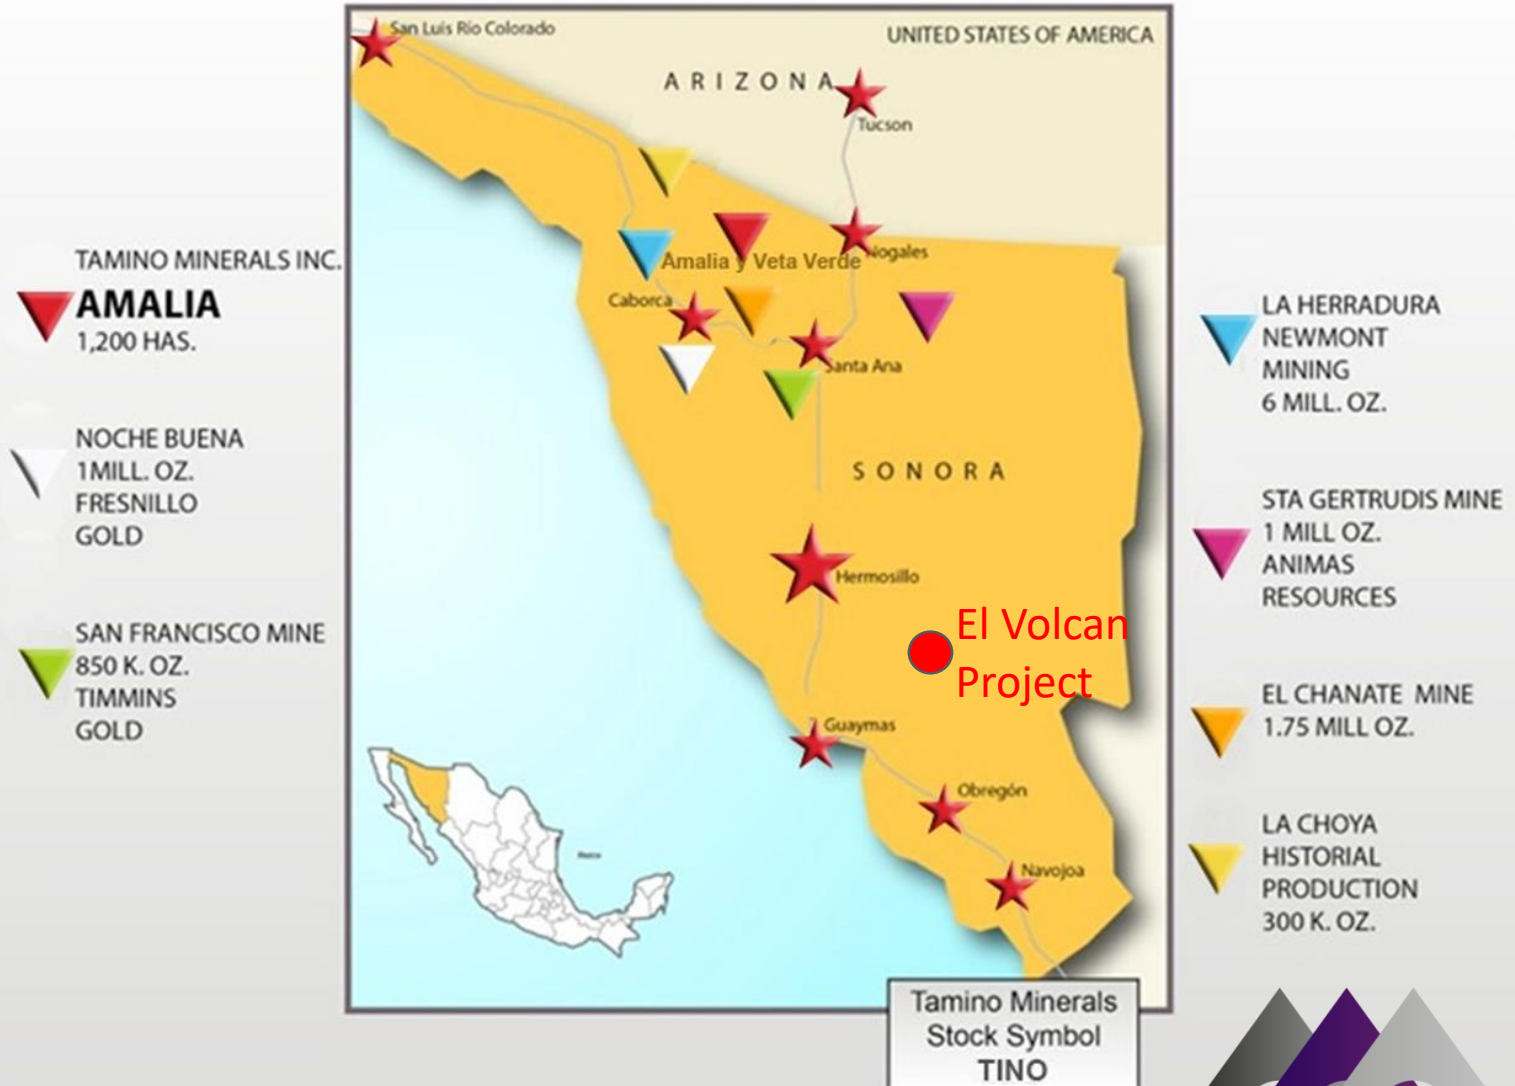 San Luis Río Colorado
UNITED STATES OF AMERICA
ARIZONA
Tucson
Nogales
Amalia y Veta Verde
Caborca
Santa Ana
SONORA
Hermosillo
El Volcan
Project
Guaymas
Obregón
Navojoa
TAMINO MINERALS INC.
AMALIA
1,200 HAS.
NOCHE BUENA
1MILL. OZ.
FRESNILLO
GOLD
SAN FRANCISCO MINE
850 K. OZ.
TIMMINS
GOLD
LA HERRADURA
NEWMONT
MINING
6 MILL. OZ.
STA GERTRUDIS MINE
1 MILL OZ.
ANIMAS
RESOURCES
EL CHANATE MINE
1.75 MILL OZ.
LA CHOYA
HISTORIAL
PRODUCTION
300 K. OZ.
Tamino Minerals
Stock Symbol
TINO